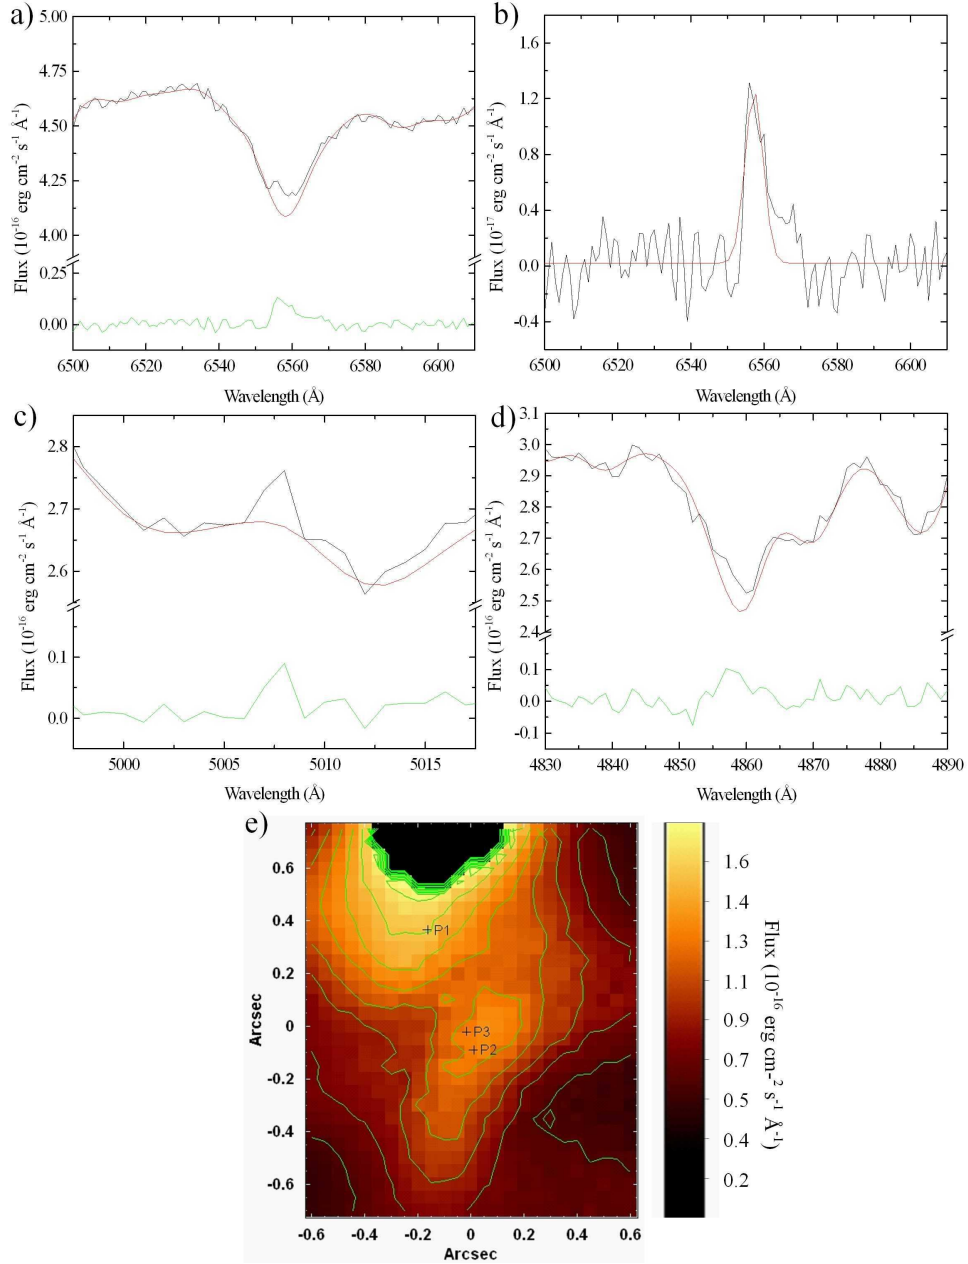 a)
5.00
4.75
4.50
4.25
4.00
0.25
0.00
Flux (10⁻¹⁶ erg cm⁻² s⁻¹ Å⁻¹)
6500 6520 6540 6560 6580 6600
Wavelength (Å)
b)
1.6
1.2
0.8
0.4
0.0
-0.4
Flux (10⁻¹⁷ erg cm⁻² s⁻¹ Å⁻¹)
6500 6520 6540 6560 6580 6600
Wavelength (Å)
c)
2.8
2.7
2.6
0.1
0.0
Flux (10⁻¹⁶ erg cm⁻² s⁻¹ Å⁻¹)
5000 5005 5010 5015
Wavelength (Å)
d)
3.1
3.0
2.9
2.8
2.7
2.6
2.5
2.4
0.1
0.0
-0.1
Flux (10⁻¹⁶ erg cm⁻² s⁻¹ Å⁻¹)
4830 4840 4850 4860 4870 4880 4890
Wavelength (Å)
e)
0.6
0.4
0.2
0
-0.2
-0.4
-0.6
Arcsec
P1
P3
P2
-0.6 -0.4 -0.2 0 0.2 0.4 0.6
Arcsec
1.6
1.4
1.3
1.1
0.9
0.7
0.5
0.4
0.2
Flux (10⁻¹⁶ erg cm-² s⁻¹ Å⁻¹)